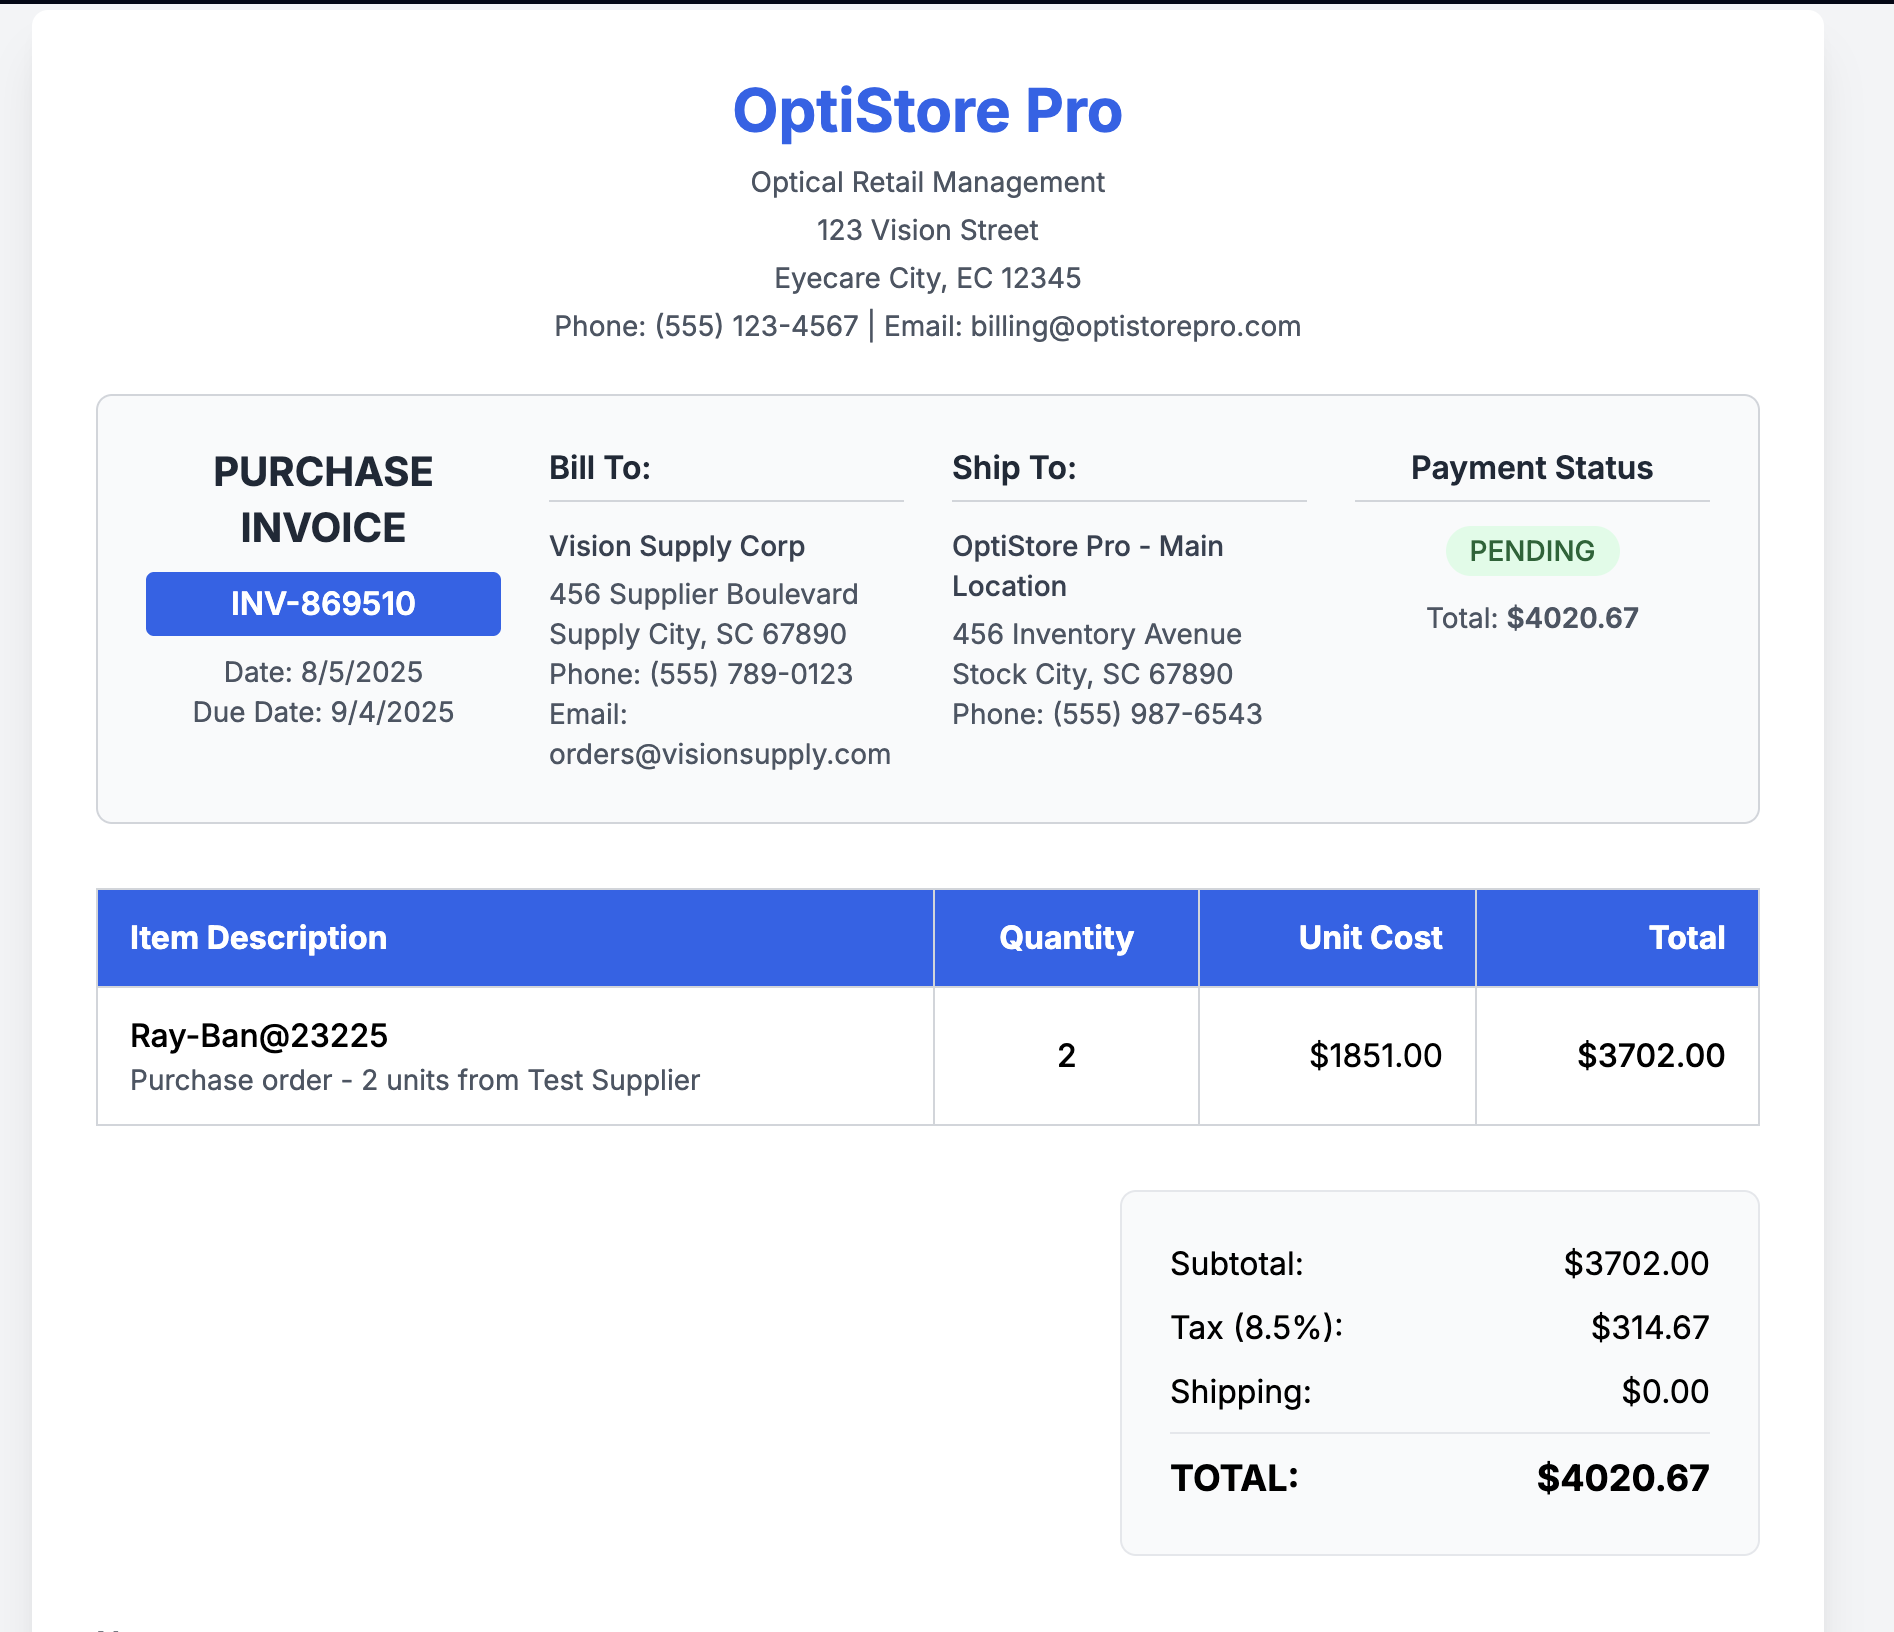 OptiStore Pro
Optical Retail Management
123 Vision Street
Eyecare City, EC 12345
Phone: (555) 123-4567 | Email: billing@optistorepro.com
PURCHASE
INVOICE
INV-869510
Date: 8/5/2025
Due Date: 9/4/2025
Bill To:
Vision Supply Corp
456 Supplier Boulevard
Supply City, SC 67890
Phone: (555) 789-0123
Email:
orders@visionsupply.com
Ship To:
OptiStore Pro - Main
Location
456 Inventory Avenue
Stock City, SC 67890
Phone: (555) 987-6543
Payment Status
PENDING
Total: $4020.67
Item Description Quantity Unit Cost Total
Ray-Ban@23225
Purchase order - 2 units from Test Supplier
2 $1851.00 $3702.00
Subtotal: $3702.00
Tax (8.5%): $314.67
Shipping: $0.00
TOTAL: $4020.67